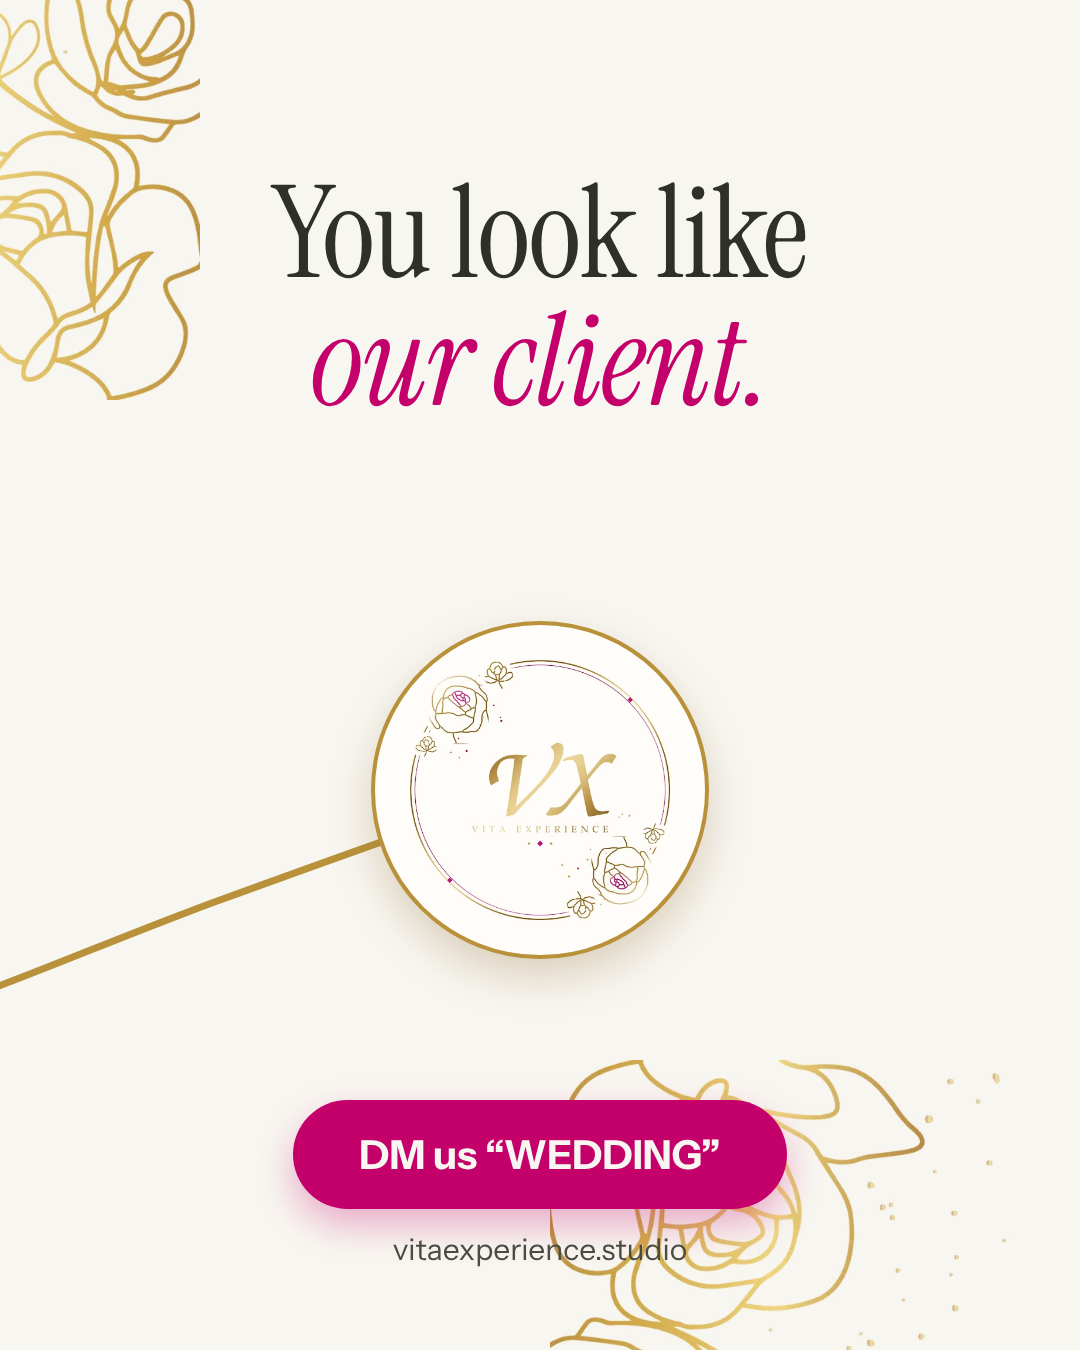 You look like
our client.
VX
VITA EXPERIENCE
DM us “WEDDING”
vitaexperience.studio